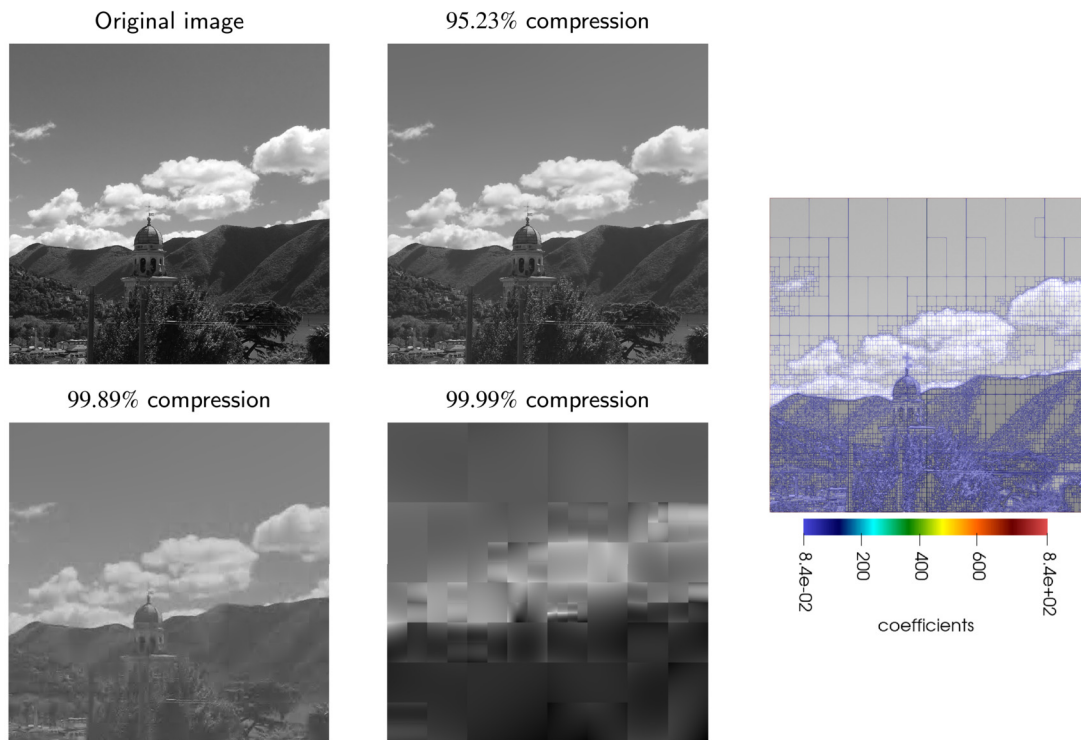 Original image
95.23% compression
99.89% compression
99.99% compression
8.4e-02
200
400
600
8.4e+02
coefficients